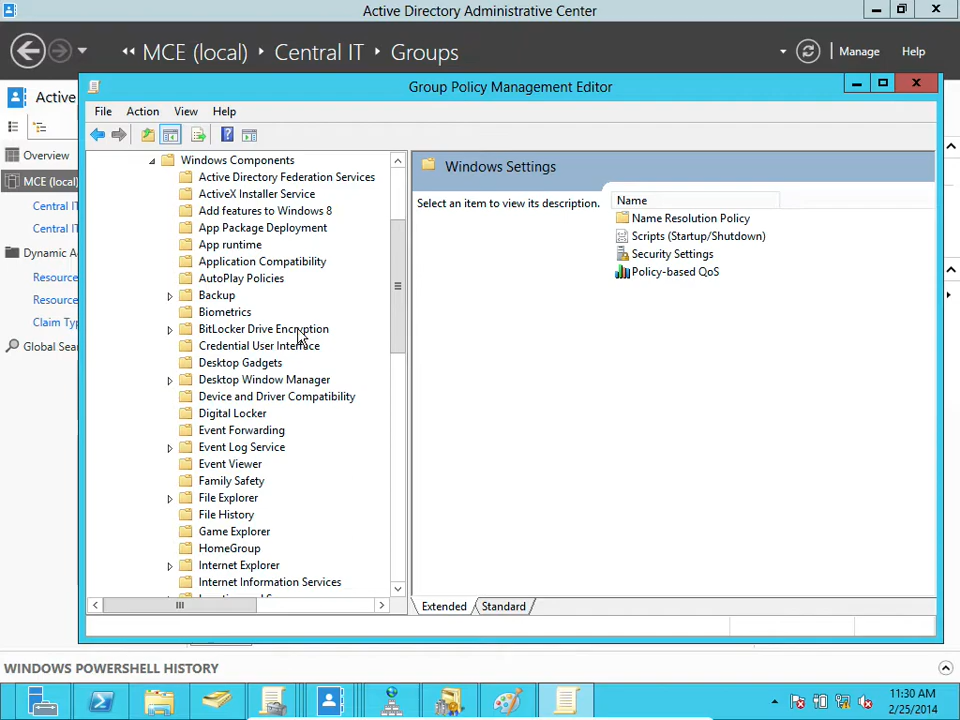 Active Directory Administrative Center
MCE (local) Central IT Groups
Manage Help
Group Policy Management Editor
File Action View Help
Active
Overview
MCE (local)
Central IT
Central IT
Dynamic Ac
Resource
Resource
Claim Typ
Global Sear
Windows Components
Active Directory Federation Services
ActiveX Installer Service
Add features to Windows 8
App Package Deployment
App runtime
Application Compatibility
AutoPlay Policies
Backup
Biometrics
BitLocker Drive Encryption
Credential User Interface
Desktop Gadgets
Desktop Window Manager
Device and Driver Compatibility
Digital Locker
Event Forwarding
Event Log Service
Event Viewer
Family Safety
File Explorer
File History
Game Explorer
HomeGroup
Internet Explorer
Internet Information Services
Windows Settings
Select an item to view its description.
Name
Name Resolution Policy
Scripts (Startup/Shutdown)
Security Settings
Policy-based QoS
Extended Standard
WINDOWS POWERSHELL HISTORY
11:30 AM
2/25/2014